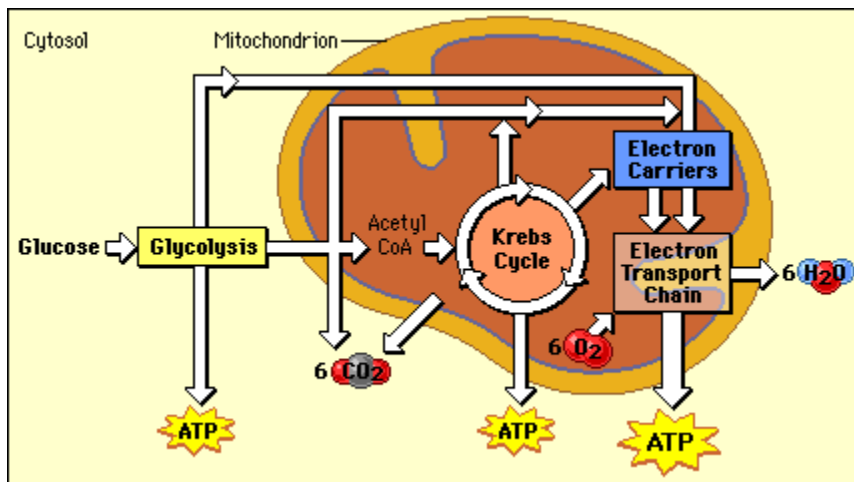 Cytosol
Mitochondrion
Electron
Carriers
Glucose
Glycolysis
Acetyl
CoA
Krebs
Cycle
Electron
Transport
Chain
6 H2O
6 O2
6 CO2
ATP
ATP
ATP